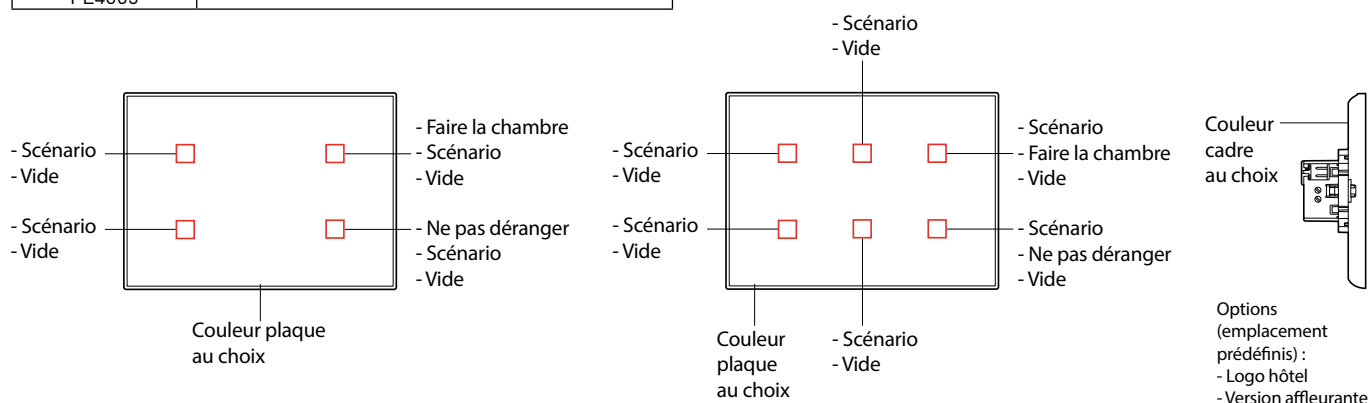 - Scénario
- Vide
- Scénario
- Vide
- Faire la chambre
- Scénario
- Vide
- Ne pas déranger
- Scénario
- Vide
Couleur plaque
au choix
- Scénario
- Vide
- Scénario
- Vide
- Scénario
- Vide
- Scénario
- Faire la chambre
- Vide
- Scénario
- Ne pas déranger
- Vide
Couleur
plaque
au choix
- Scénario
- Vide
Couleur
cadre
au choix
Options
(emplacement
prédéfinis) :
- Logo hôtel
- Version affleurante